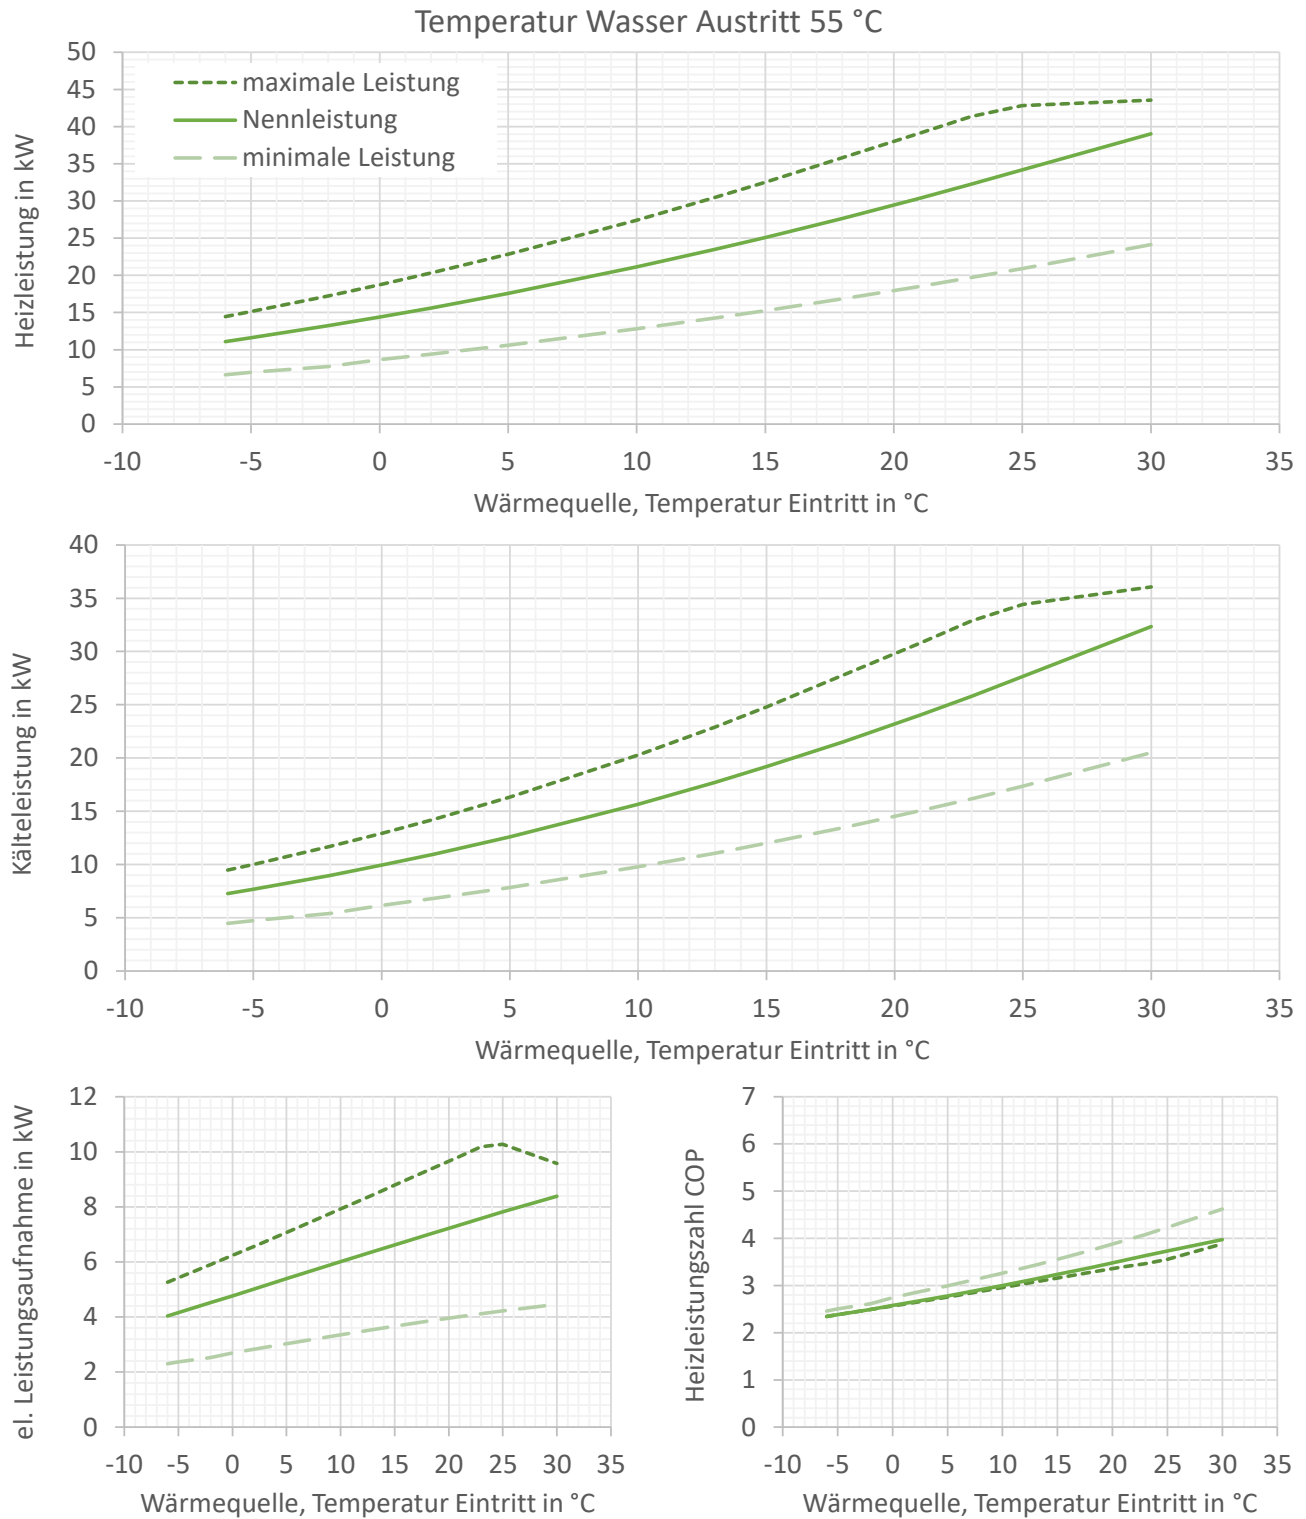 Temperatur Wasser Austritt 55 °C
Heizleistung in kW
50
45
40
35
30
25
20
15
10
5
0
maximale Leistung
Nennleistung
minimale Leistung
-10 -5 0 5 10 15 20 25 30 35
Wärmequelle, Temperatur Eintritt in °C
Kälteleistung in kW
40
35
30
25
20
15
10
5
0
-10 -5 0 5 10 15 20 25 30 35
Wärmequelle, Temperatur Eintritt in °C
el. Leistungsaufnahme in kW
12
10
8
6
4
2
0
-10 -5 0 5 10 15 20 25 30 35
Wärmequelle, Temperatur Eintritt in °C
Heizleistungszahl COP
7
6
5
4
3
2
1
0
-10 -5 0 5 10 15 20 25 30 35
Wärmequelle, Temperatur Eintritt in °C